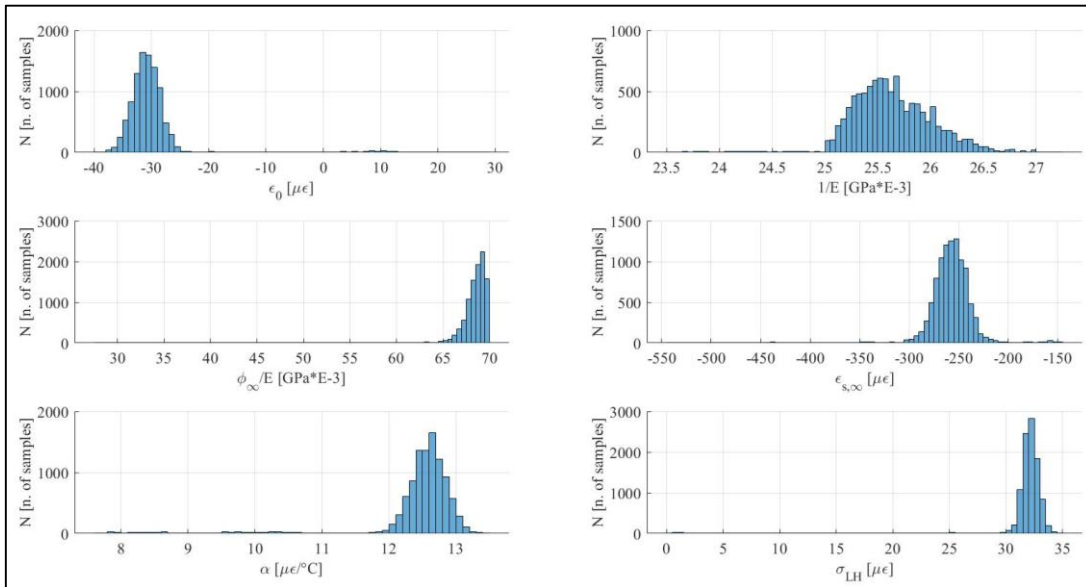 N [n. of samples]
2000
1000
0
-40 -30 -20 -10 0 10 20 30
ϵ0 [μϵ]
N [n. of samples]
1000
500
0
23.5 24 24.5 25 25.5 26 26.5 27
1/E [GPa*E-3]
N [n. of samples]
3000
2000
1000
0
30 35 40 45 50 55 60 65 70
ϕ∞/E [GPa*E-3]
N [n. of samples]
1500
1000
500
0
-550 -500 -450 -400 -350 -300 -250 -200 -150
ϵs,∞ [μϵ]
N [n. of samples]
2000
1000
0
8 9 10 11 12 13
α [μϵ/°C]
N [n. of samples]
3000
2000
1000
0
0 5 10 15 20 25 30 35
σLH [μϵ]